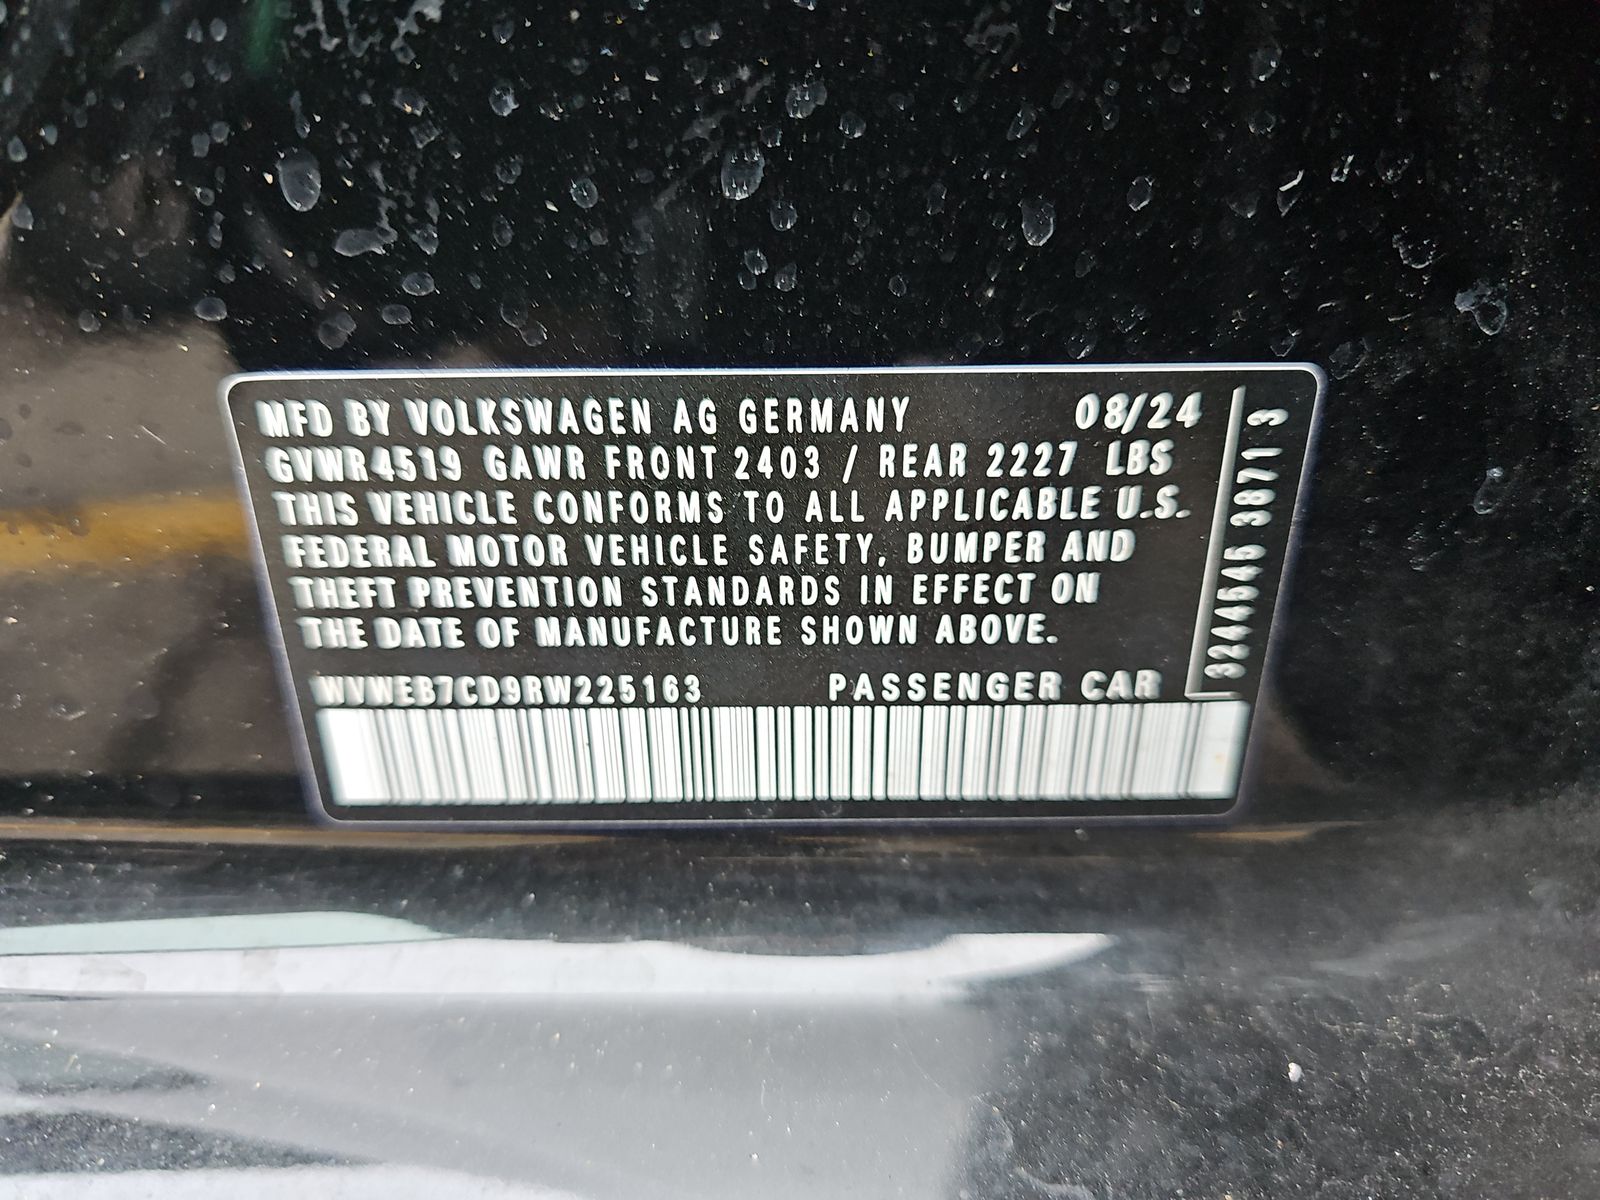 MFD BY VOLKSWAGEN AG GERMANY 08/24
GVWR 4519 GAWR FRONT 2403 / REAR 2227 LBS
THIS VEHICLE CONFORMS TO ALL APPLICABLE U.S.
FEDERAL MOTOR VEHICLE SAFETY, BUMPER AND
THEFT PREVENTION STANDARDS IN EFFECT ON
THE DATE OF MANUFACTURE SHOWN ABOVE.
WVWEB7CD9RW225163 PASSENGER CAR
3244545 3871 3